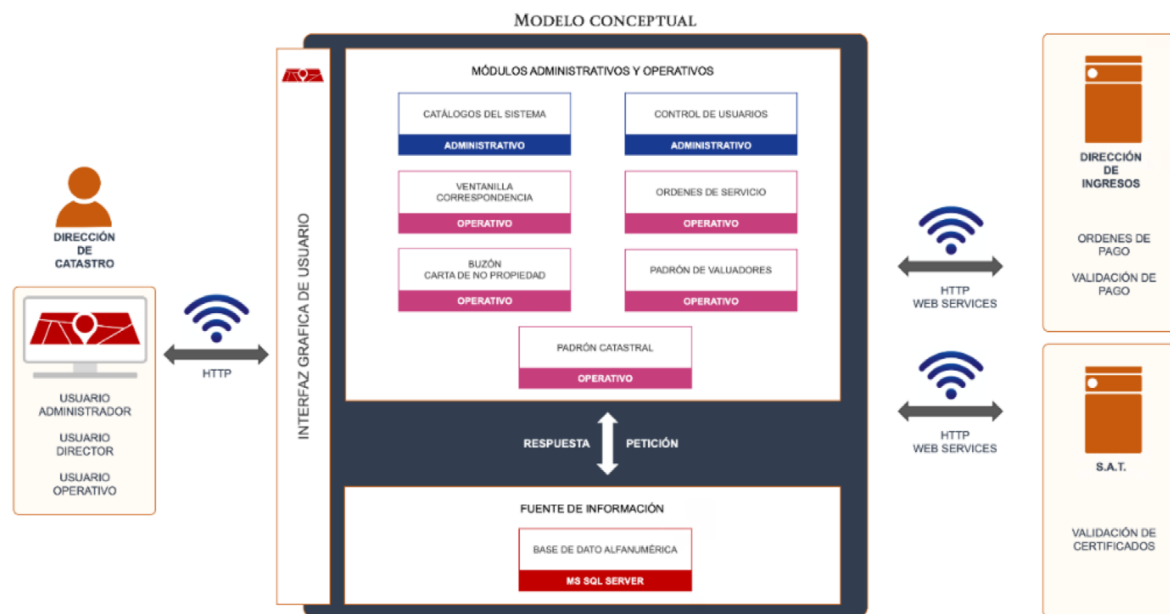 MODELO CONCEPTUAL
DIRECCIÓN
DE
CATASTRO
USUARIO
ADMINISTRADOR
USUARIO
DIRECTOR
USUARIO
OPERATIVO
HTTP
INTERFAZ GRAFICA DE USUARIO
MÓDULOS ADMINISTRATIVOS Y OPERATIVOS
CATÁLOGOS DEL SISTEMA
ADMINISTRATIVO
CONTROL DE USUARIOS
ADMINISTRATIVO
VENTANILLA
CORRESPONDENCIA
OPERATIVO
ORDENES DE SERVICIO
OPERATIVO
BUZÓN
CARTA DE NO PROPIEDAD
OPERATIVO
PADRÓN DE VALUADORES
OPERATIVO
PADRÓN CATASTRAL
OPERATIVO
RESPUESTA
PETICIÓN
FUENTE DE INFORMACIÓN
BASE DE DATO ALFANUMÉRICA
MS SQL SERVER
HTTP
WEB SERVICES
HTTP
WEB SERVICES
DIRECCIÓN
DE
INGRESOS
ORDENES DE
PAGO
VALIDACIÓN DE
PAGO
S.A.T.
VALIDACIÓN DE
CERTIFICADOS